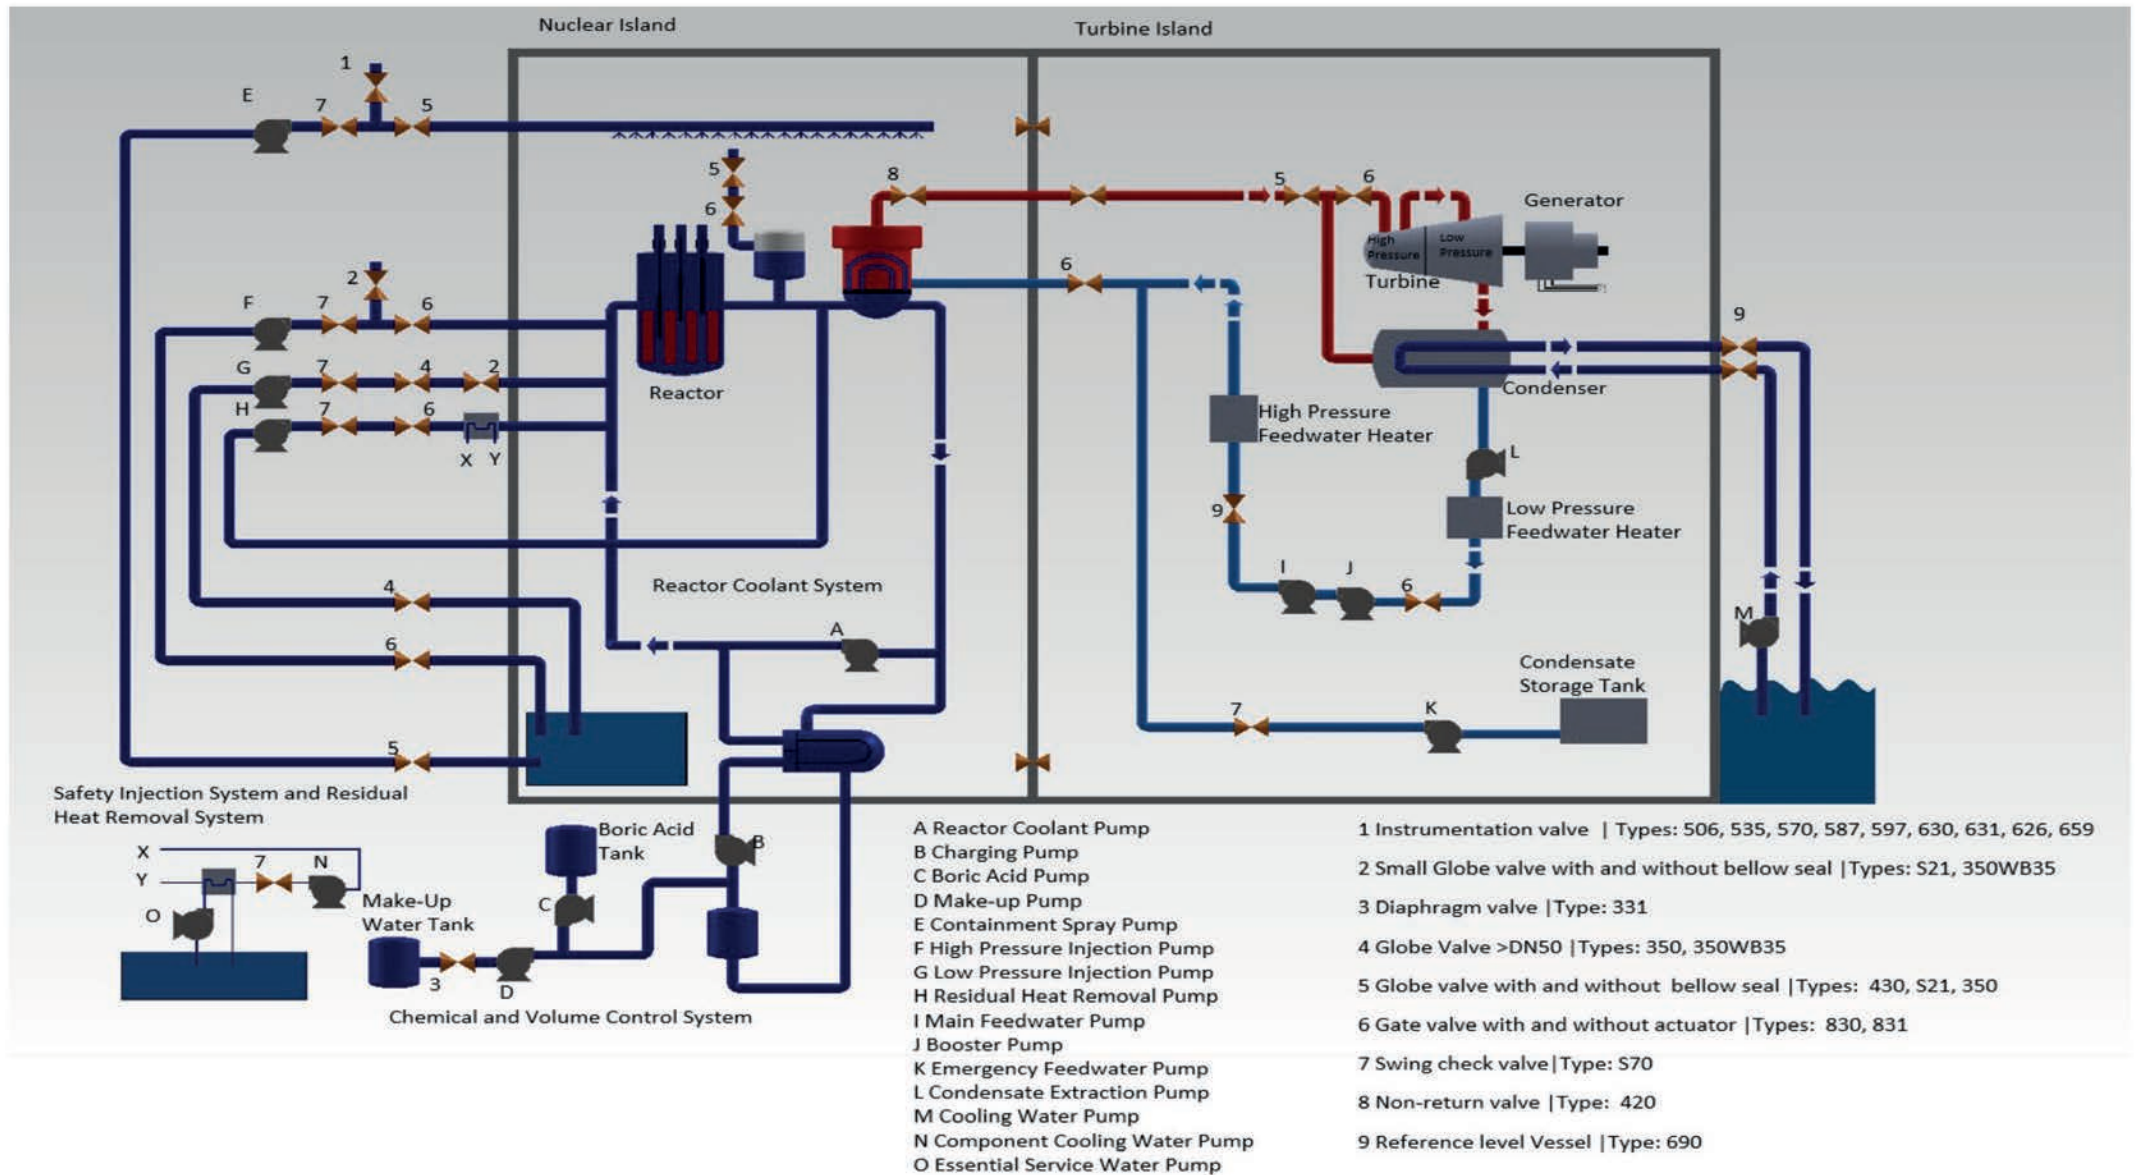 Nuclear Island
Turbine Island
1
E
7
5
5
8
6
5
6
Generator
High
Pressure
Low
Pressure
Turbine
2
F
7
6
6
9
G
7
4
2
Reactor
Condenser
H
7
6
X Y
High Pressure
Feedwater Heater
L
9
Low Pressure
Feedwater Heater
Reactor Coolant System
I
J
6
4
M
A
6
Condensate
Storage Tank
7
K
5
Safety Injection System and Residual
Heat Removal System
X
Y
7
N
O
Make-Up
Water Tank
Boric Acid
Tank
B
C
3
D
Chemical and Volume Control System
A Reactor Coolant Pump
B Charging Pump
C Boric Acid Pump
D Make-up Pump
E Containment Spray Pump
F High Pressure Injection Pump
G Low Pressure Injection Pump
H Residual Heat Removal Pump
I Main Feedwater Pump
J Booster Pump
K Emergency Feedwater Pump
L Condensate Extraction Pump
M Cooling Water Pump
N Component Cooling Water Pump
O Essential Service Water Pump
1 Instrumentation valve | Types: 506, 535, 570, 587, 597, 630, 631, 626, 659
2 Small Globe valve with and without bellow seal |Types: S21, 350WB35
3 Diaphragm valve |Type: 331
4 Globe Valve >DN50 |Types: 350, 350WB35
5 Globe valve with and without bellow seal |Types: 430, S21, 350
6 Gate valve with and without actuator |Types: 830, 831
7 Swing check valve|Type: S70
8 Non-return valve |Type: 420
9 Reference level Vessel |Type: 690